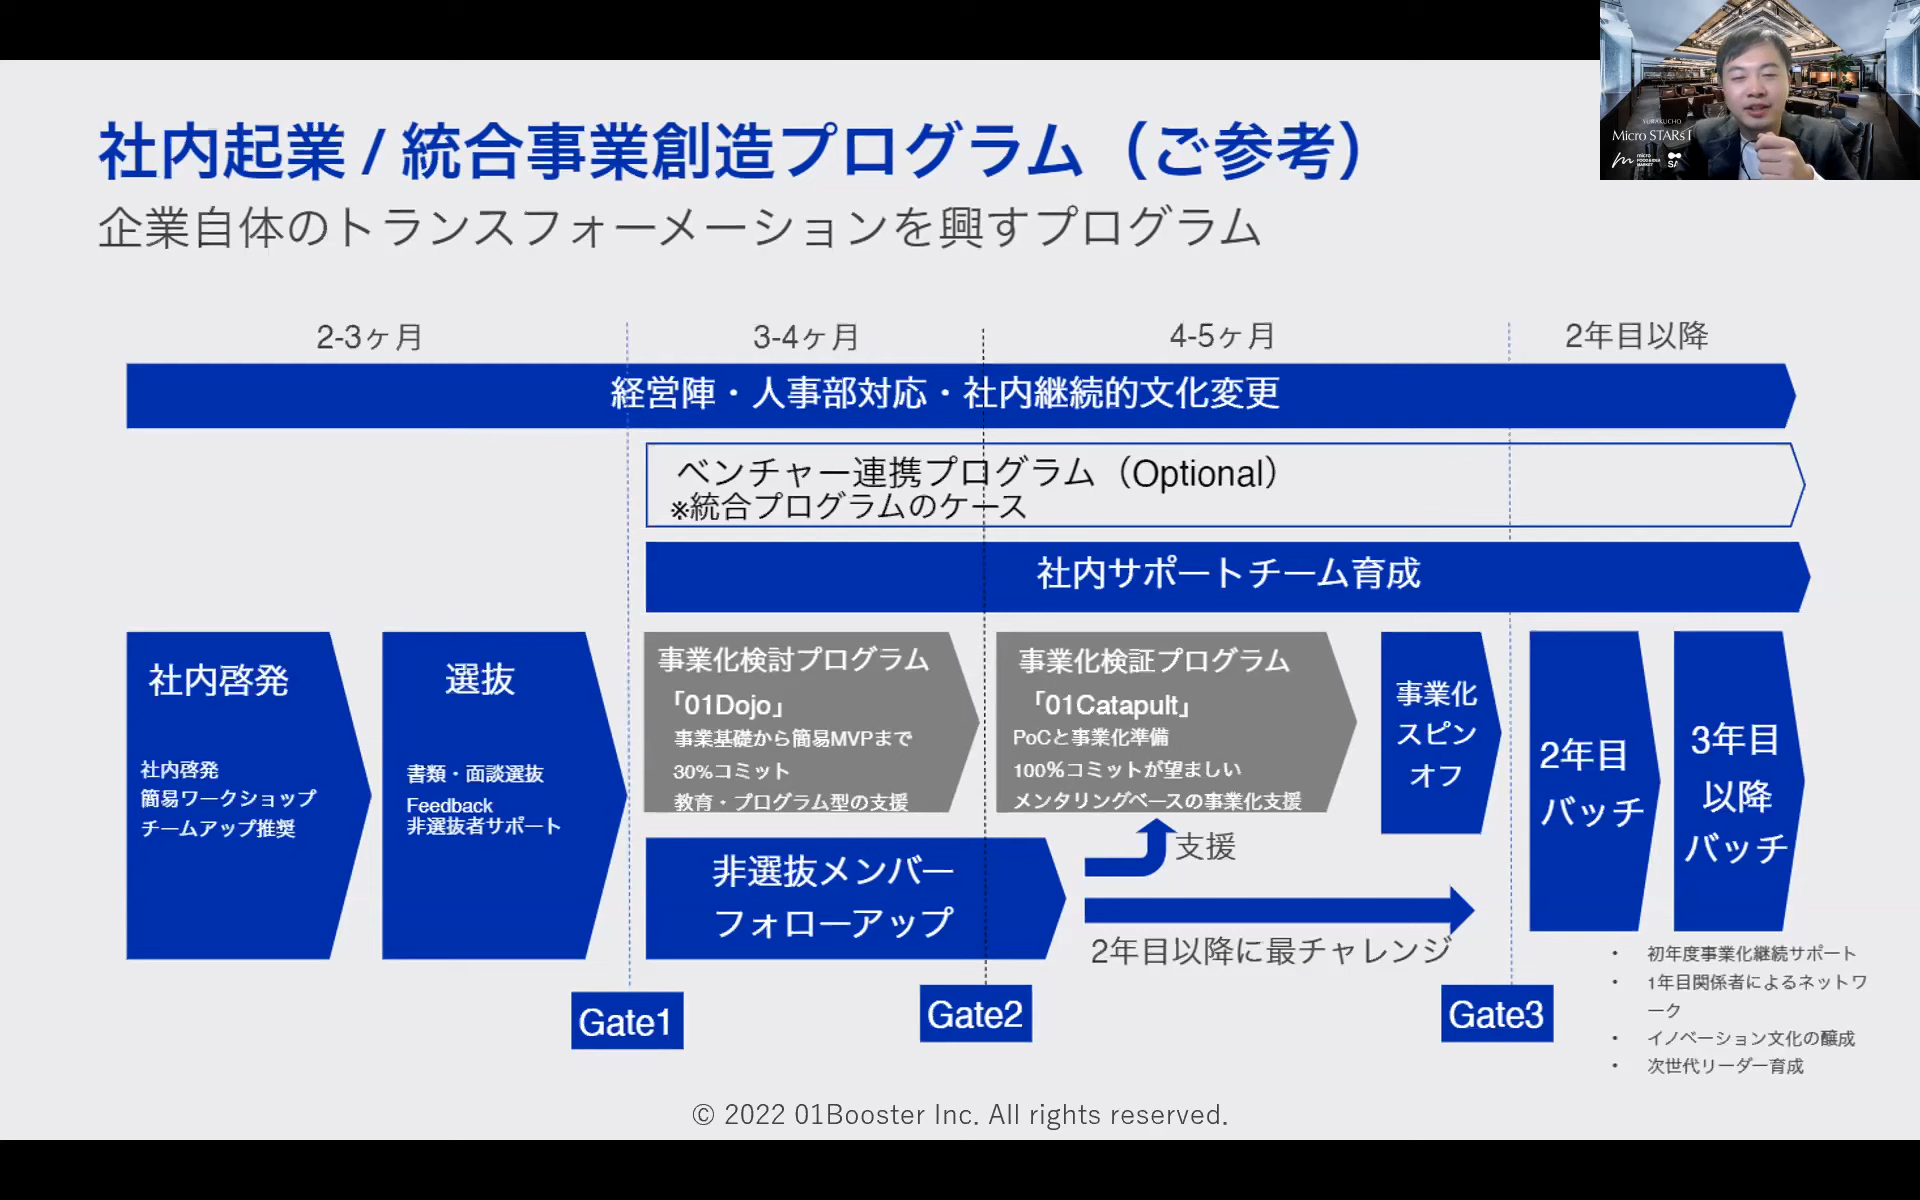 社内起業 / 統合事業創造プログラム（ご参考）
企業自体のトランスフォーメーションを興すプログラム
YURAKUCHO
Micro STARs
2-3ヶ月
3-4ヶ月
4-5ヶ月
2年目以降
経営陣・人事部対応・社内継続的文化変更
ベンチャー連携プログラム（Optional）
※統合プログラムのケース
社内サポートチーム育成
社内啓発
社内啓発
簡易ワークショップ
チームアップ推奨
選抜
書類・面談選抜
Feedback
非選抜者サポート
事業化検討プログラム
「01Dojo」
事業基礎から簡易MVPまで
30%コミット
教育・プログラム型の支援
事業化検証プログラム
「01Catapult」
PoCと事業化準備
100%コミットが望ましい
メンタリングベースの事業化支援
事業化
スピン
オフ
2年目
バッチ
3年目
以降
バッチ
非選抜メンバー
フォローアップ
支援
2年目以降に最チャレンジ
Gate1
Gate2
Gate3
• 初年度事業化継続サポート
• 1年目関係者によるネットワ
ーク
• イノベーション文化の醸成
• 次世代リーダー育成
© 2022 01Booster Inc. All rights reserved.